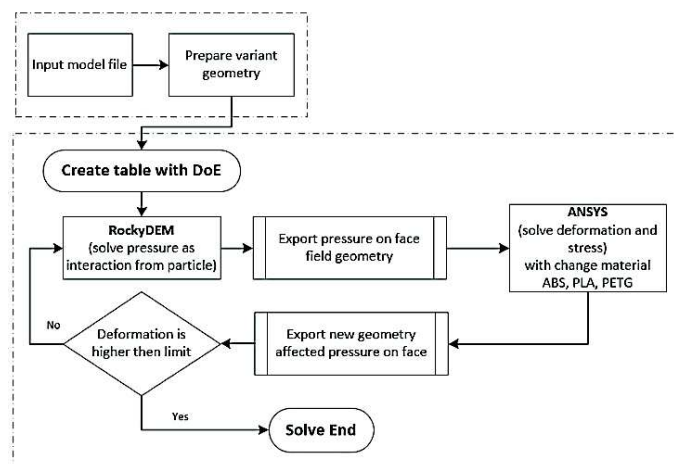 Input model file
Prepare variant
geometry
Create table with DoE
RockyDEM
(solve pressure as
interaction from particle)
Export pressure on face
field geometry
ANSYS
(solve deformation and
stress)
with change material
ABS, PLA, PETG
No
Deformation is
higher then limit
Export new geometry
affected pressure on face
Yes
Solve End